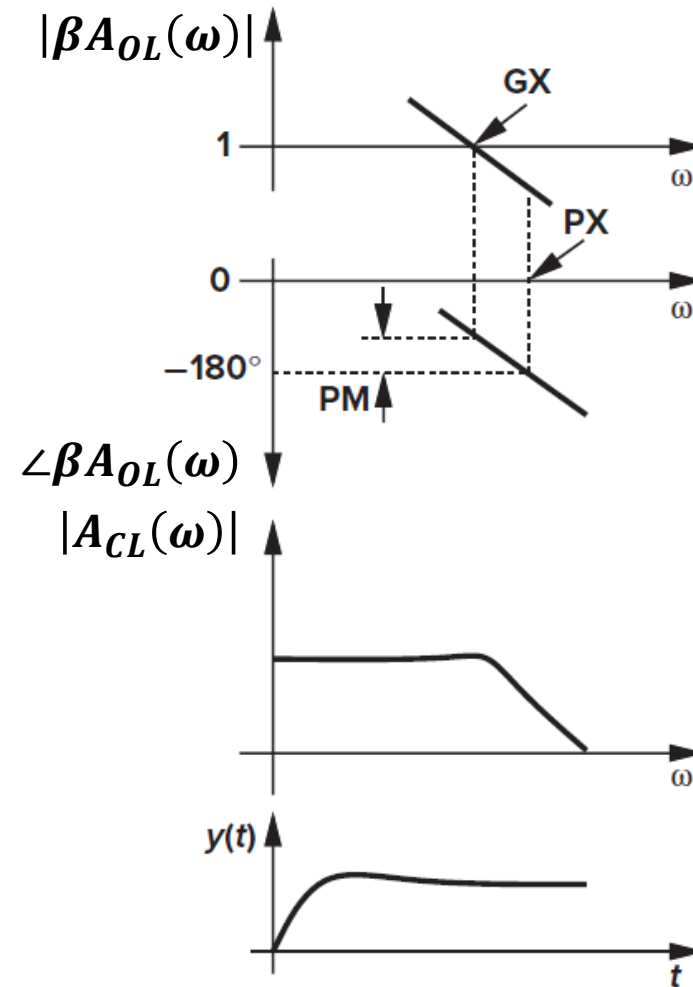 |βA_OL(ω)|
GX
1
ω
PX
0
ω
−180°
PM
∠βA_OL(ω)
|A_CL(ω)|
ω
y(t)
t